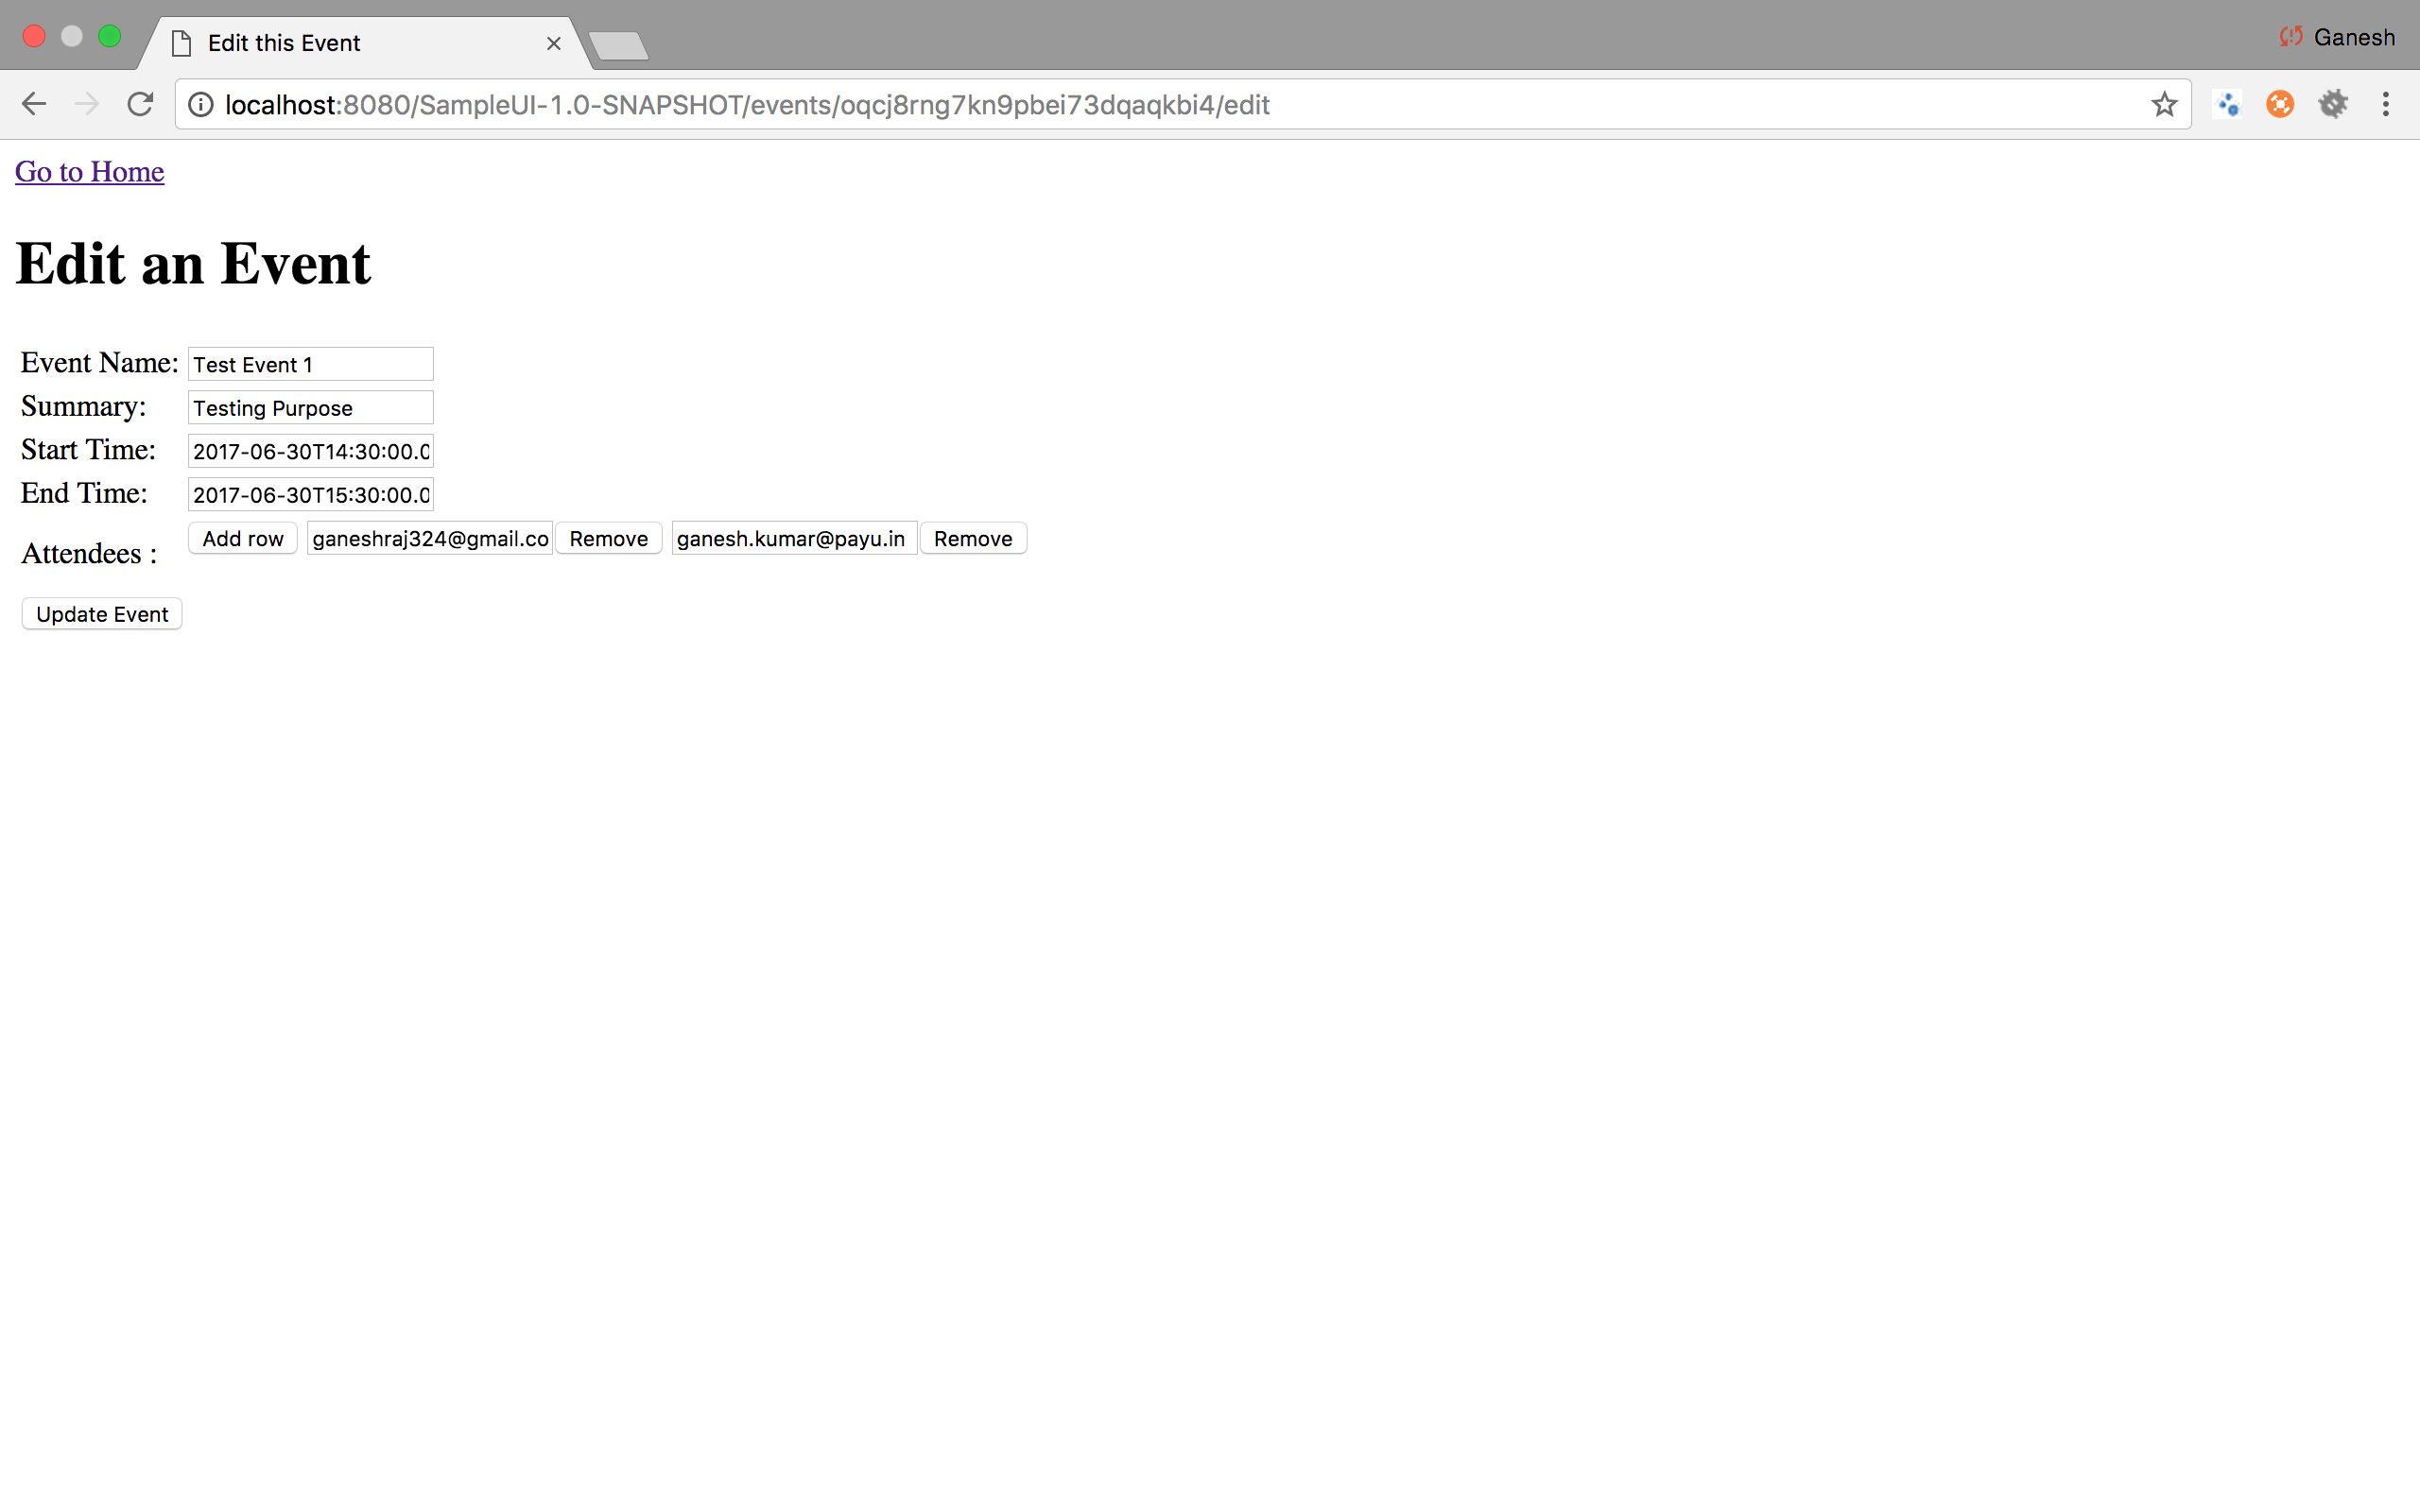 Edit this Event
Ganesh
localhost:8080/SampleUI-1.0-SNAPSHOT/events/oqcj8rng7kn9pbei73dqaqkbi4/edit
Go to Home
Edit an Event
Event Name: Test Event 1
Summary: Testing Purpose
Start Time: 2017-06-30T14:30:00.0
End Time: 2017-06-30T15:30:00.0
Attendees : Add row ganeshraj324@gmail.co Remove ganesh.kumar@payu.in Remove
Update Event